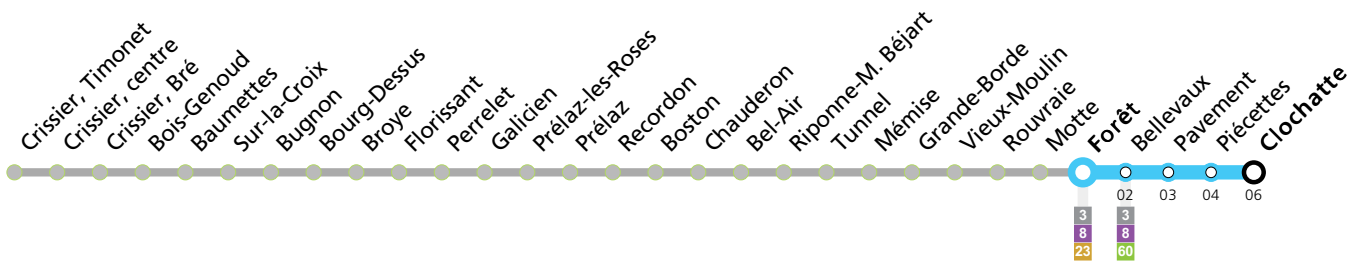 Crissier, Timonet
Crissier, centre
Crissier, Bré
Bois-Genoud
Baumettes
Sur-la-Croix
Bugnon
Bourg-Dessus
Broye
Florissant
Perrelet
Galicien
Prélaz-les-Roses
Prélaz
Recordon
Boston
Chauderon
Bel-Air
Riponne-M. Béjart
Tunnel
Mémise
Grande-Borde
Vieux-Moulin
Rouvraie
Motte
Forêt
Bellevaux
Pavement
Piécettes
Clochatte
02 03 04 06
3 3
8 8
23 60